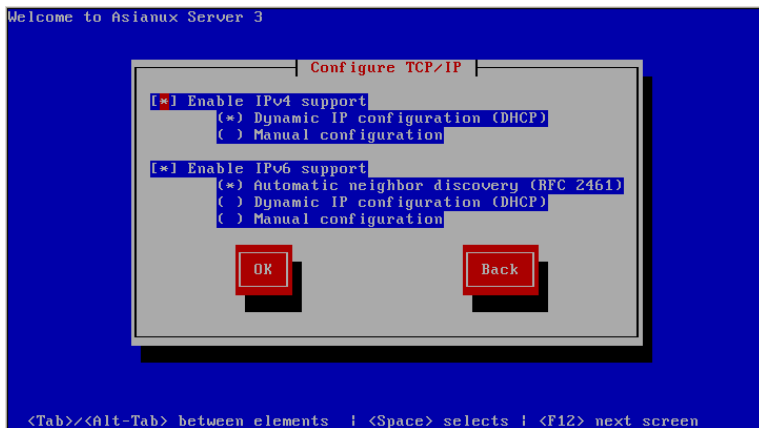 Welcome to Asianux Server 3
Configure TCP/IP
[*] Enable IPv4 support
(*) Dynamic IP configuration (DHCP)
( ) Manual configuration
[*] Enable IPv6 support
(*) Automatic neighbor discovery (RFC 2461)
( ) Dynamic IP configuration (DHCP)
( ) Manual configuration
OK Back
<Tab>/<Alt-Tab> between elements | <Space> selects | <F12> next screen